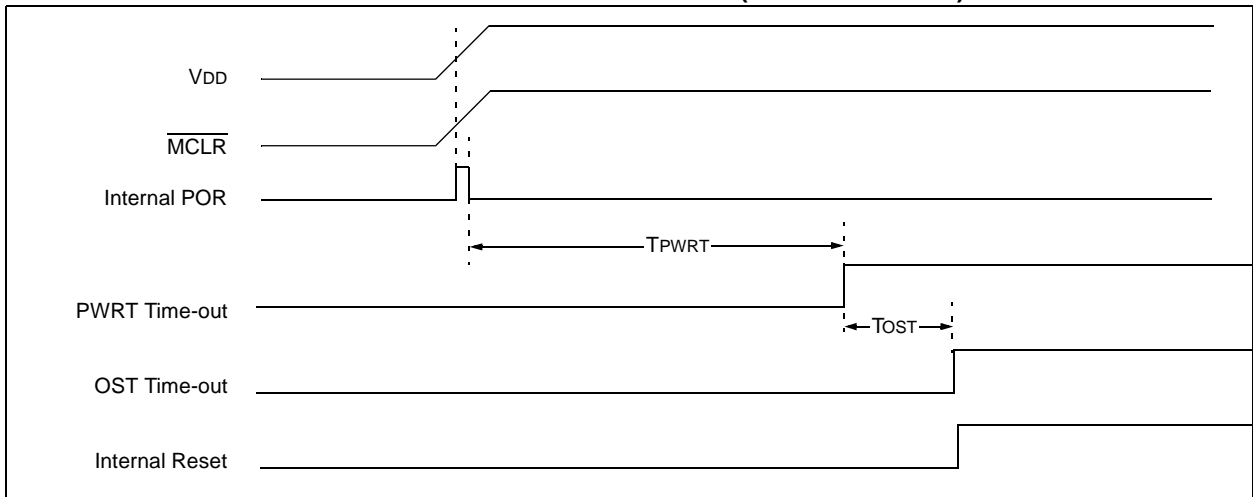 VDD
MCLR
Internal POR
TPWRT
PWRT Time-out
TOST
OST Time-out
Internal Reset